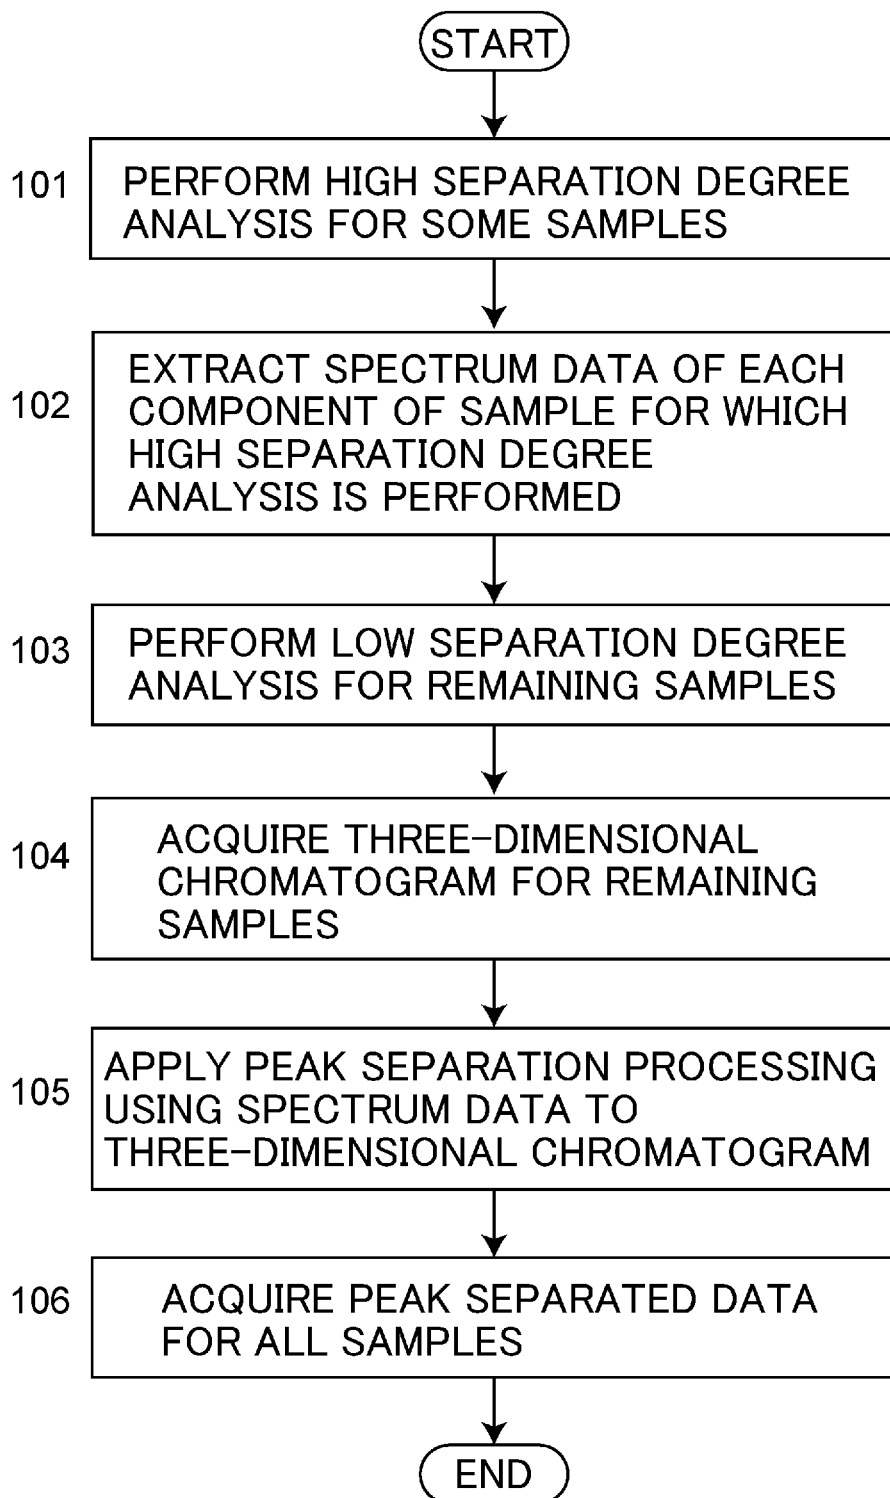 START
101
PERFORM HIGH SEPARATION DEGREE
ANALYSIS FOR SOME SAMPLES
102
EXTRACT SPECTRUM DATA OF EACH
COMPONENT OF SAMPLE FOR WHICH
HIGH SEPARATION DEGREE
ANALYSIS IS PERFORMED
103
PERFORM LOW SEPARATION DEGREE
ANALYSIS FOR REMAINING SAMPLES
104
ACQUIRE THREE-DIMENSIONAL
CHROMATOGRAM FOR REMAINING
SAMPLES
105
APPLY PEAK SEPARATION PROCESSING
USING SPECTRUM DATA TO
THREE-DIMENSIONAL CHROMATOGRAM
106
ACQUIRE PEAK SEPARATED DATA
FOR ALL SAMPLES
END